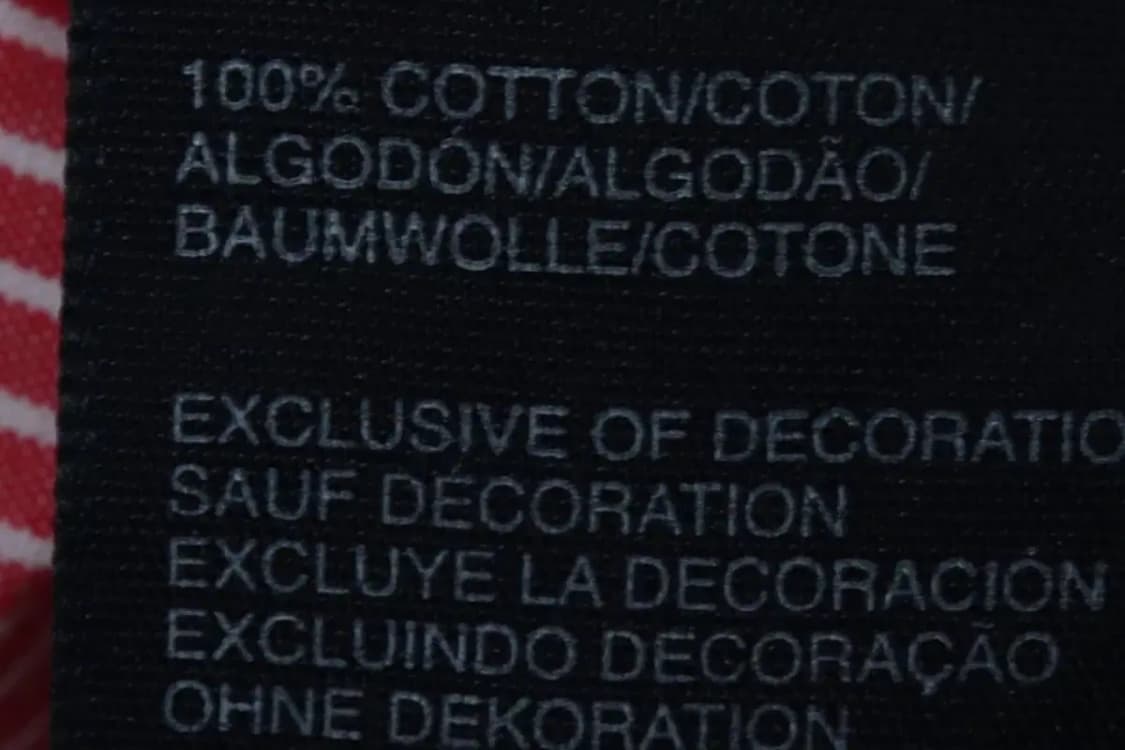 100% COTTON/COTON/
ALGODÓN/ALGODÃO/
BAUMWOLLE/COTONE
EXCLUSIVE OF DECORATIO
SAUF DÉCORATION
EXCLUYE LA DECORACIÓN
EXCLUINDO DECORAÇÃO
OHNE DEKORATION